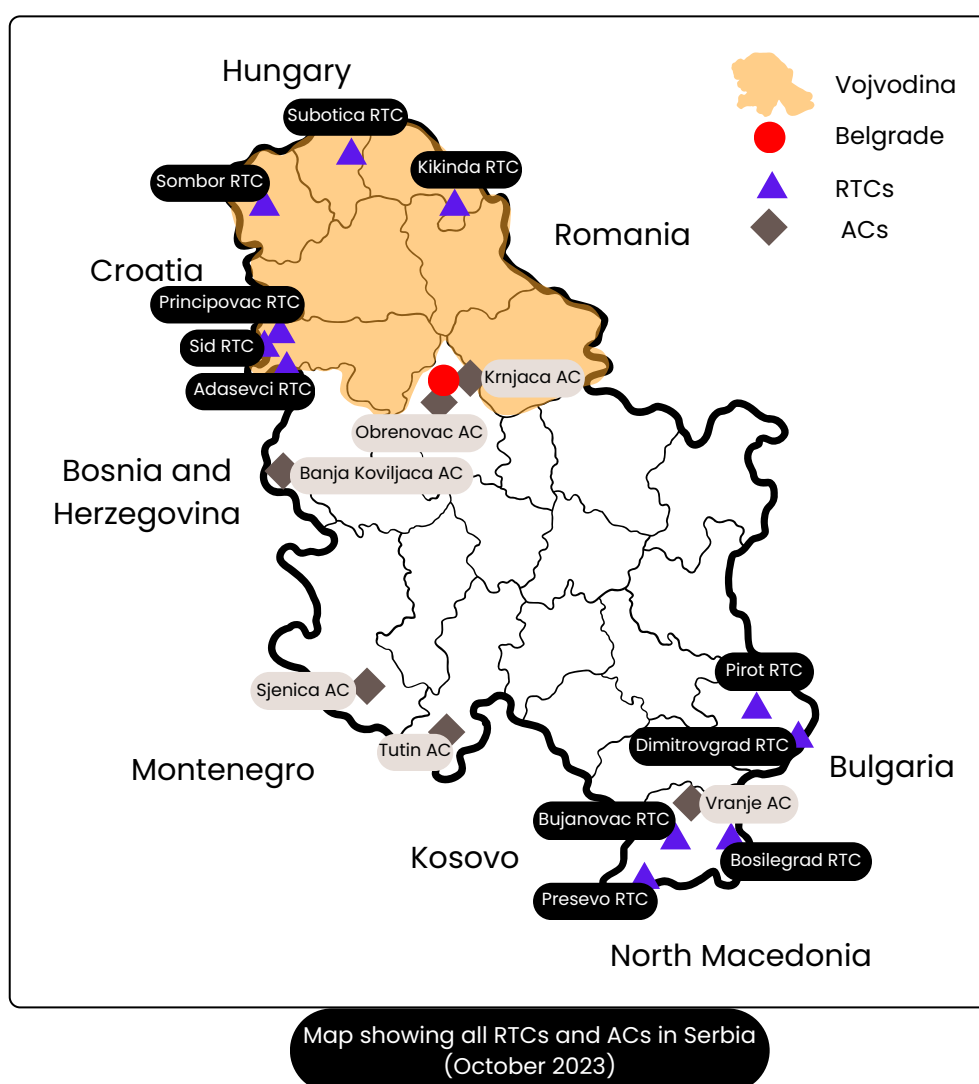 Hungary
Subotica RTC
Sombor RTC
Kikinda RTC
Vojvodina
Belgrade
RTCs
ACs
Romania
Croatia
Principovac RTC
Sid RTC
Adasevci RTC
Krnjaca AC
Obrenovac AC
Bosnia and
Herzegovina
Banja Koviljaca AC
Sjenica AC
Tutin AC
Montenegro
Pirot RTC
Dimitrovgrad RTC
Bulgaria
Vranje AC
Bujanovac RTC
Bosilegrad RTC
Kosovo
Presevo RTC
North Macedonia
Map showing all RTCs and ACs in Serbia
(October 2023)